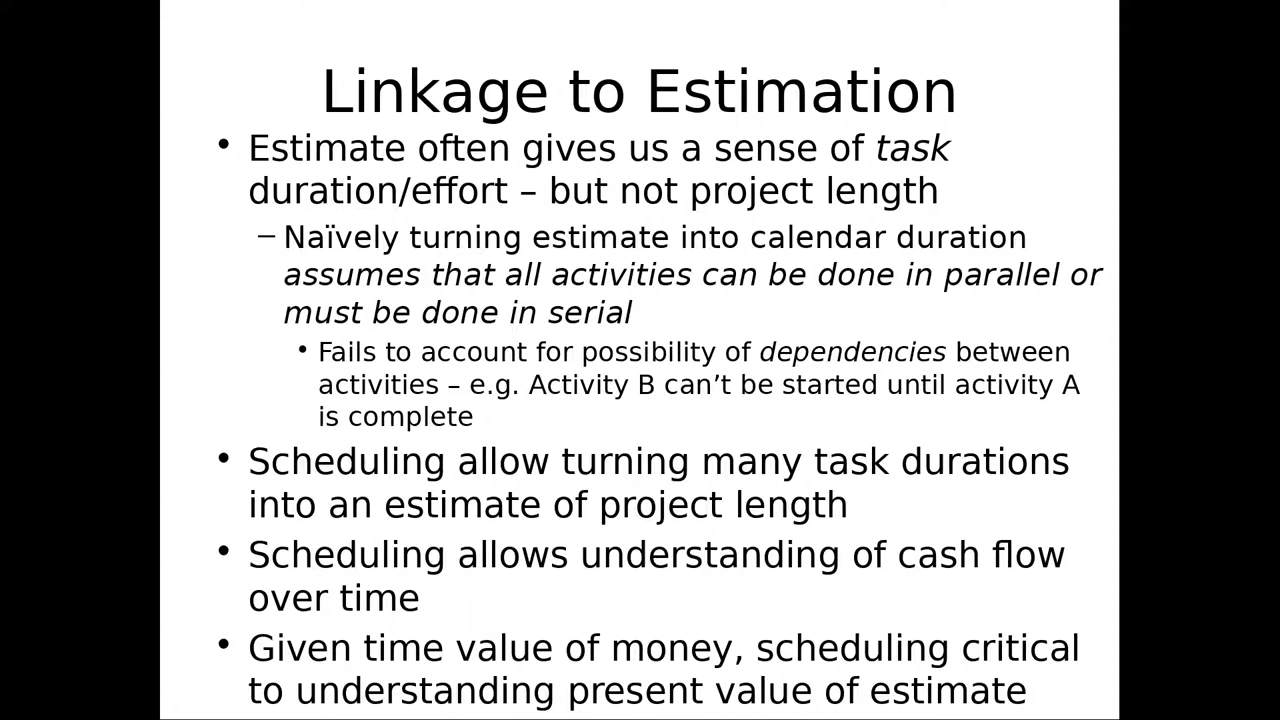 Linkage to Estimation
• Estimate often gives us a sense of task
duration/effort – but not project length
– Naïvely turning estimate into calendar duration
assumes that all activities can be done in parallel or
must be done in serial
• Fails to account for possibility of dependencies between
activities – e.g. Activity B can’t be started until activity A
is complete
• Scheduling allow turning many task durations
into an estimate of project length
• Scheduling allows understanding of cash flow
over time
• Given time value of money, scheduling critical
to understanding present value of estimate